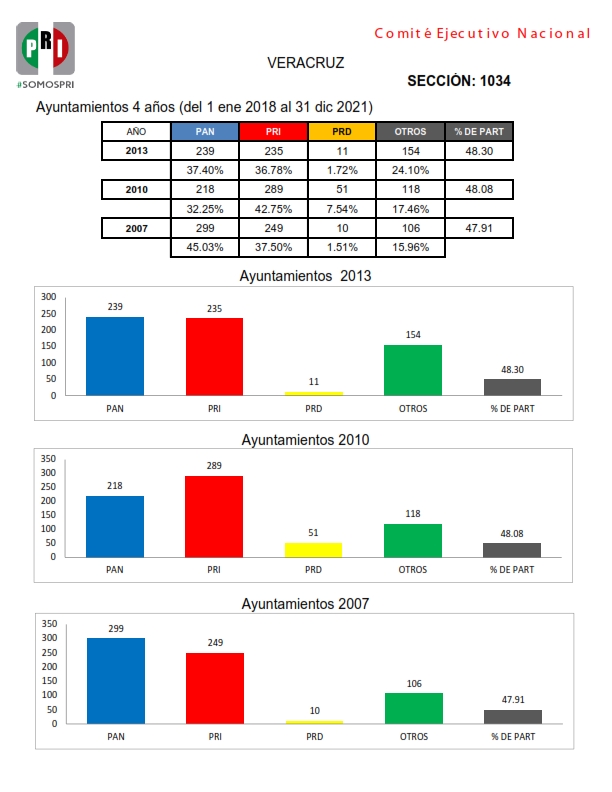 Comité Ejecutivo Nacional
PRI
#SOMOSPRI
VERACRUZ
SECCIÓN: 1034
Ayuntamientos 4 años (del 1 ene 2018 al 31 dic 2021)
AÑO PAN PRI PRD OTROS % DE PART
2013 239 235 11 154 48.30
37.40% 36.78% 1.72% 24.10%
2010 218 289 51 118 48.08
32.25% 42.75% 7.54% 17.46%
2007 299 249 10 106 47.91
45.03% 37.50% 1.51% 15.96%
Ayuntamientos 2013
300
250
200
150
100
50
0
239 235 11 154 48.30
PAN PRI PRD OTROS % DE PART
Ayuntamientos 2010
350
300
250
200
150
100
50
0
218 289 51 118 48.08
PAN PRI PRD OTROS % DE PART
Ayuntamientos 2007
350
300
250
200
150
100
50
0
299 249 10 106 47.91
PAN PRI PRD OTROS % DE PART